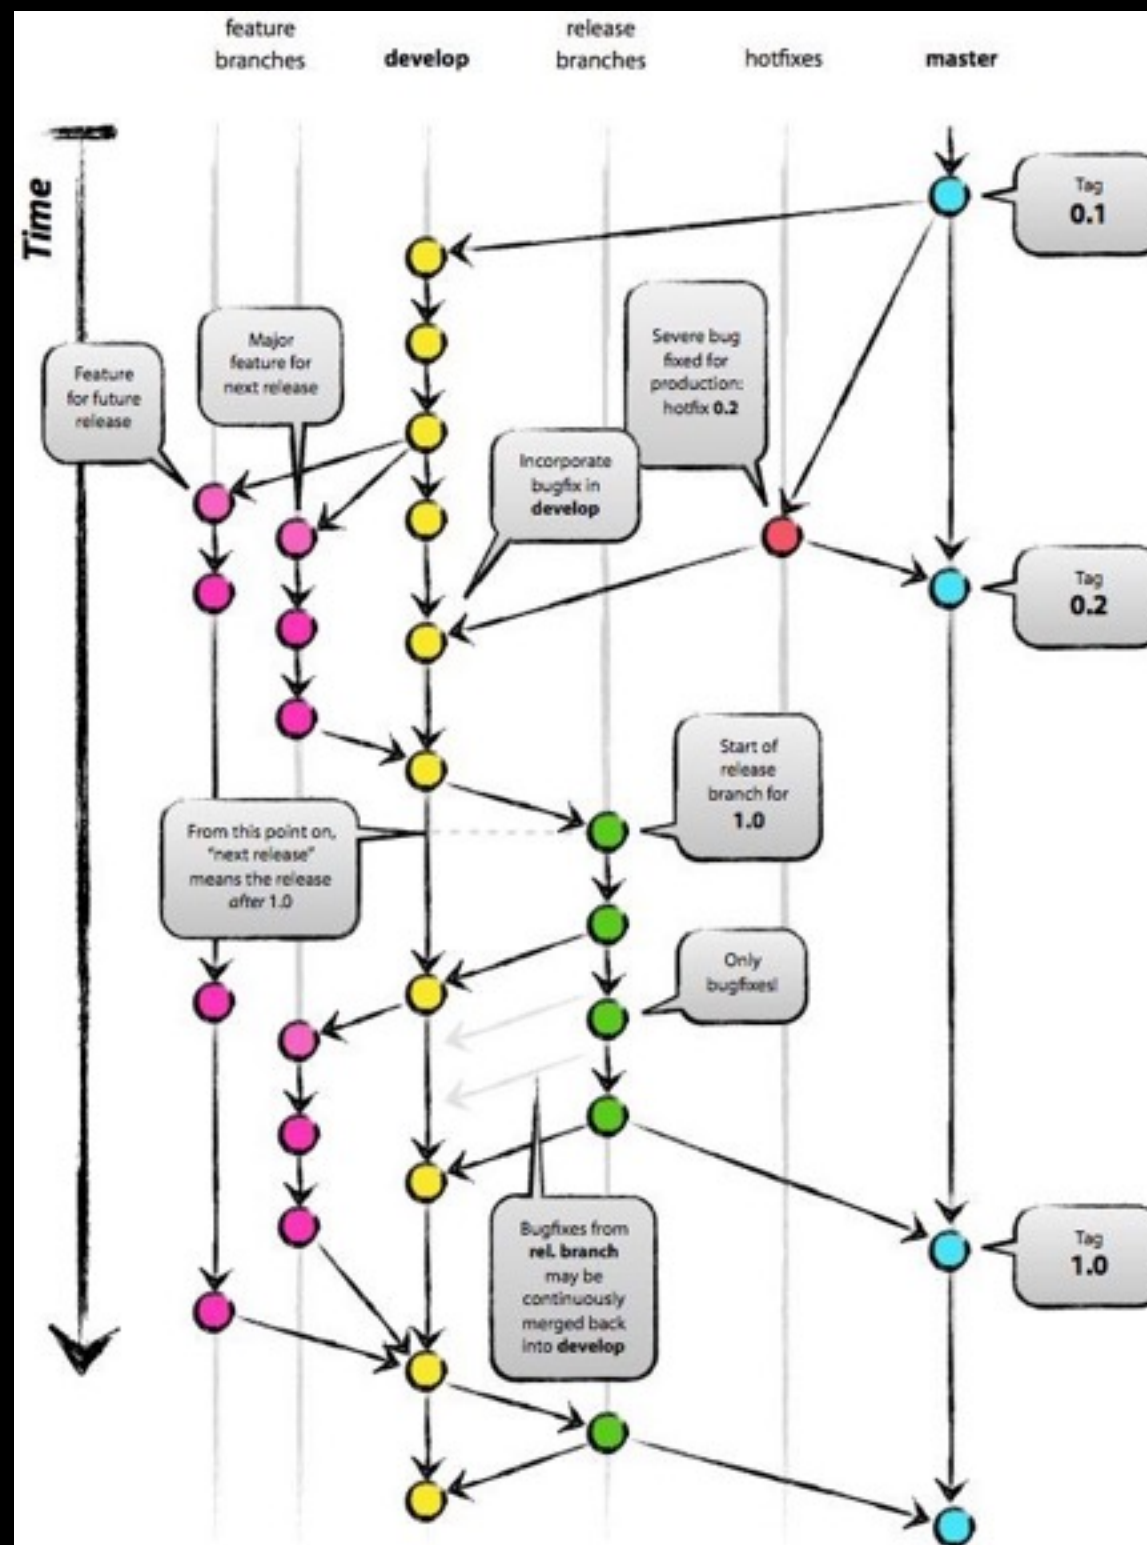 feature
branches
develop
release
branches
hotfixes
master
Time
Tag
0.1
Feature
for future
release
Major
feature for
next release
Severe bug
fixed for
production:
hotfix 0.2
Incorporate
bugfix in
develop
Tag
0.2
Start of
release
branch for
1.0
From this point on,
"next release"
means the release
after 1.0
Only
bugfixes!
Bugfixes from
rel. branch
may be
continuously
merged back
into develop
Tag
1.0